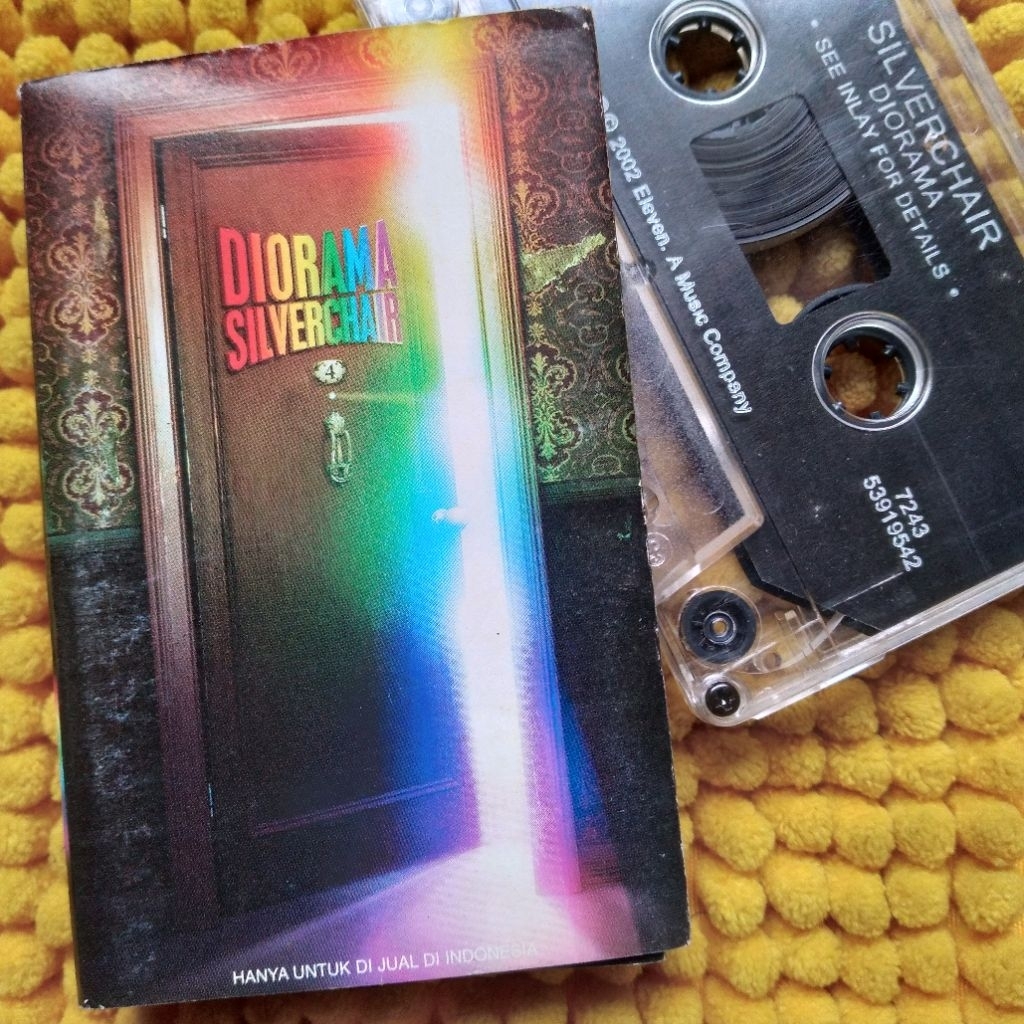 DIORAMA
SILVERCHAIR
4
HANYA UNTUK DI JUAL DI INDONESIA
SILVERCHAIR
DIORAMA
• SEE INLAY FOR DETAILS •
2002 Eleven. A Music Company
7243
53919542